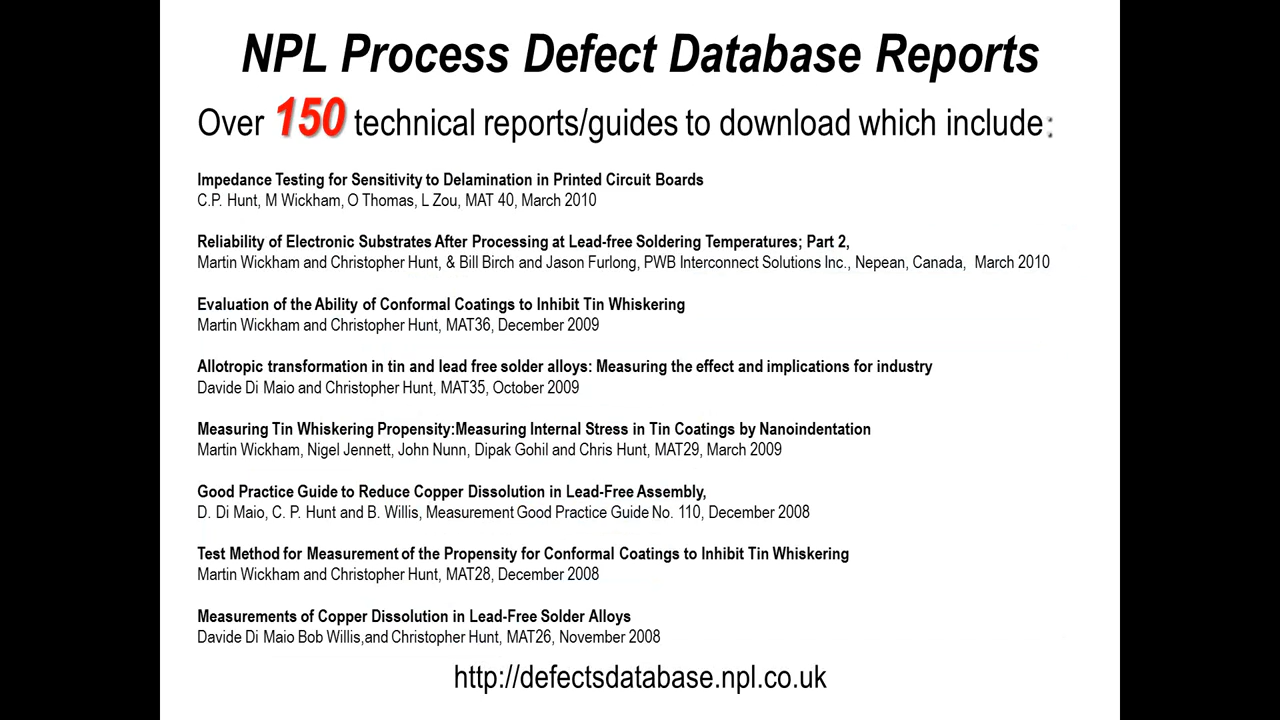 NPL Process Defect Database Reports
Over 150 technical reports/guides to download which include:
Impedance Testing for Sensitivity to Delamination in Printed Circuit Boards
C.P. Hunt, M Wickham, O Thomas, L Zou, MAT 40, March 2010
Reliability of Electronic Substrates After Processing at Lead-free Soldering Temperatures; Part 2,
Martin Wickham and Christopher Hunt, & Bill Birch and Jason Furlong, PWB Interconnect Solutions Inc., Nepean, Canada, March 2010
Evaluation of the Ability of Conformal Coatings to Inhibit Tin Whiskering
Martin Wickham and Christopher Hunt, MAT36, December 2009
Allotropic transformation in tin and lead free solder alloys: Measuring the effect and implications for industry
Davide Di Maio and Christopher Hunt, MAT35, October 2009
Measuring Tin Whiskering Propensity:Measuring Internal Stress in Tin Coatings by Nanoindentation
Martin Wickham, Nigel Jennett, John Nunn, Dipak Gohil and Chris Hunt, MAT29, March 2009
Good Practice Guide to Reduce Copper Dissolution in Lead-Free Assembly,
D. Di Maio, C. P. Hunt and B. Willis, Measurement Good Practice Guide No. 110, December 2008
Test Method for Measurement of the Propensity for Conformal Coatings to Inhibit Tin Whiskering
Martin Wickham and Christopher Hunt, MAT28, December 2008
Measurements of Copper Dissolution in Lead-Free Solder Alloys
Davide Di Maio Bob Willis,and Christopher Hunt, MAT26, November 2008
http://defectsdatabase.npl.co.uk